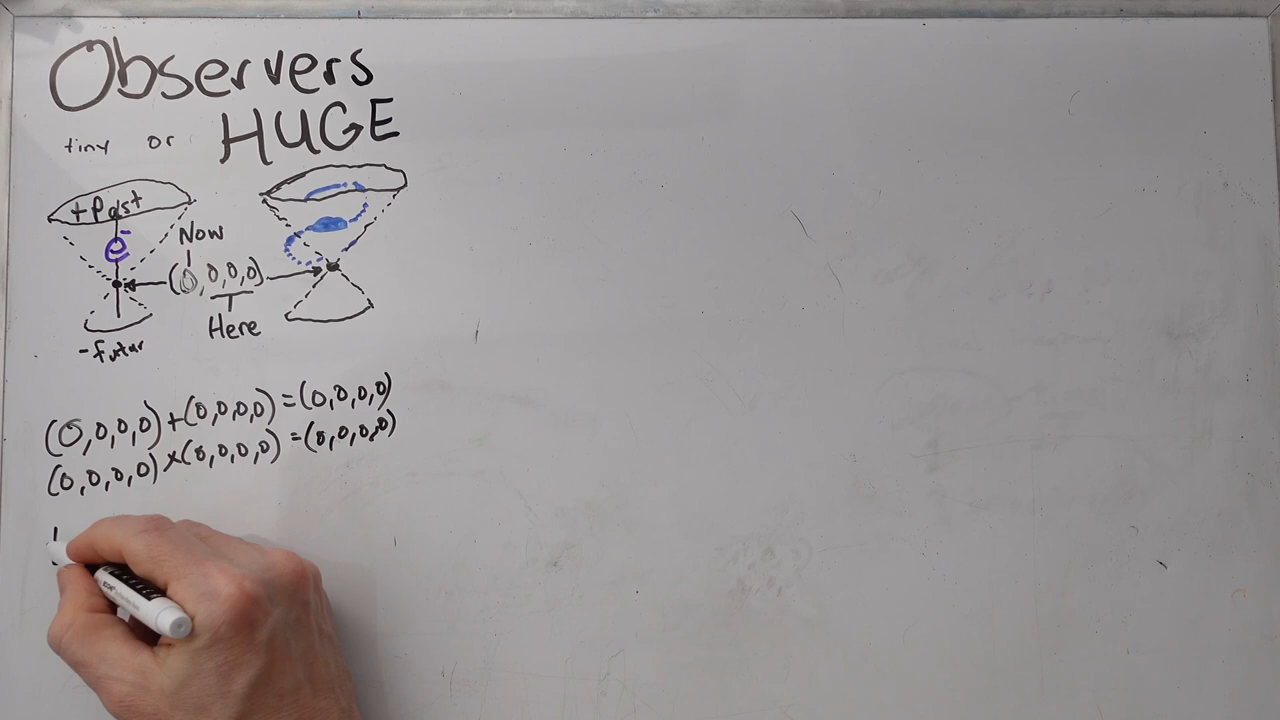 Observers
tiny or HUGE
+Past
e-
Now
(0,0,0,0)
Here
-futur
(0,0,0,0)+(0,0,0,0)=(0,0,0,0)
(0,0,0,0)×(0,0,0,0)=(0,0,0,0)